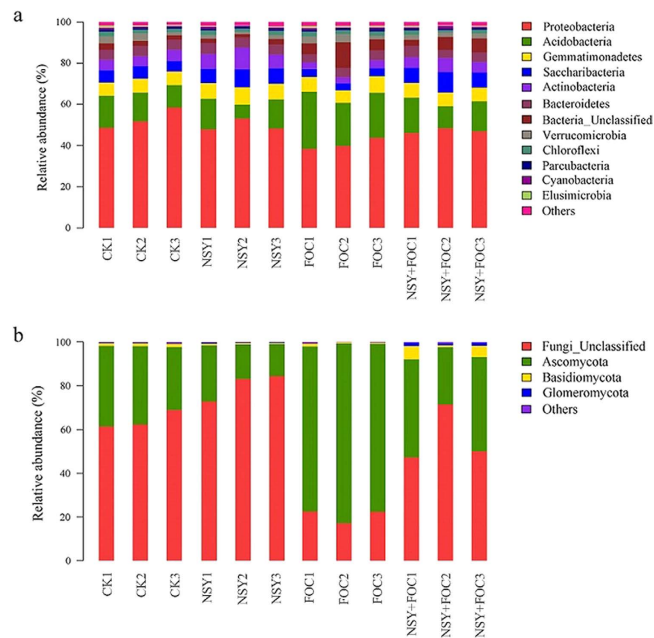 a
100
80
60
40
20
0
Relative abundance (%)
CK1
CK2
CK3
NSY1
NSY2
NSY3
FOC1
FOC2
FOC3
NSY+FOC1
NSY+FOC2
NSY+FOC3
Proteobacteria
Acidobacteria
Gemmatimonadetes
Saccharibacteria
Actinobacteria
Bacteroidetes
Bacteria_Unclassified
Verrucomicrobia
Chloroflexi
Parcubacteria
Cyanobacteria
Elusimicrobia
Others
b
100
80
60
40
20
0
Relative abundance (%)
CK1
CK2
CK3
NSY1
NSY2
NSY3
FOC1
FOC2
FOC3
NSY+FOC1
NSY+FOC2
NSY+FOC3
Fungi_Unclassified
Ascomycota
Basidiomycota
Glomeromycota
Others